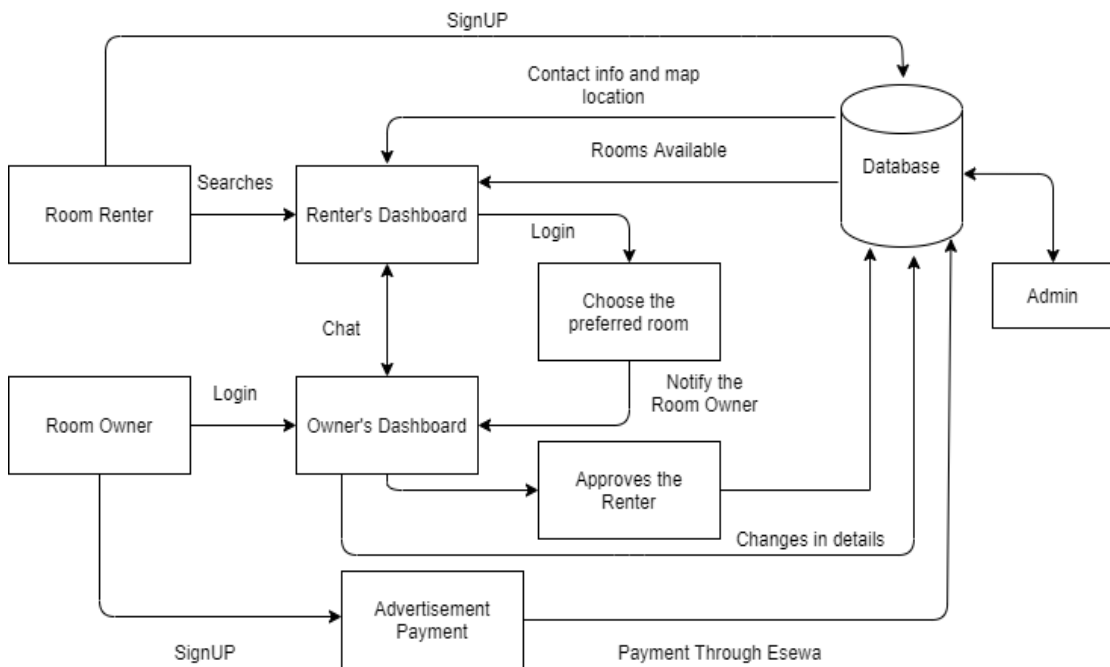 SignUP
Contact info and map
location
Rooms Available
Database
Room Renter
Searches
Renter's Dashboard
Login
Admin
Choose the
preferred room
Chat
Notify the
Room Owner
Room Owner
Login
Owner's Dashboard
Approves the
Renter
Changes in details
Advertisement
Payment
SignUP
Payment Through Esewa